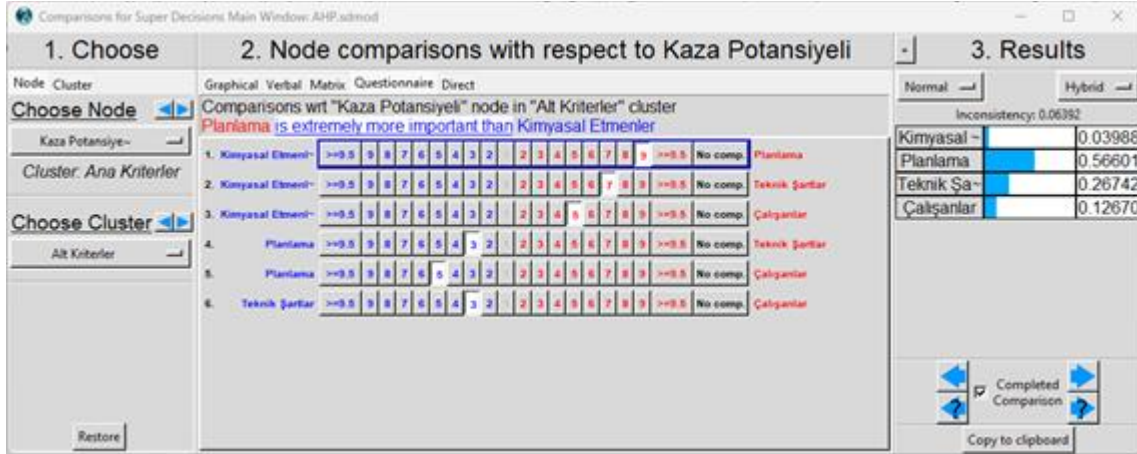 Comparisons for Super Decisions Main Window: AHP.sdmod
1. Choose
Node Cluster
Choose Node
Kaza Potansiye~
Cluster: Ana Kriterler
Choose Cluster
Alt Kriterler
Restore
2. Node comparisons with respect to Kaza Potansiyeli
Graphical Verbal Matrix Questionnaire Direct
Comparisons wrt "Kaza Potansiyeli" node in "Alt Kriterler" cluster
Planlama is extremely more important than Kimyasal Etmenler
1. Kimyasal Etmenl~ >=9.5 9 8 7 6 5 4 3 2 2 3 4 5 6 7 8 9 >=9.5 No comp. Planlama
2. Kimyasal Etmenl~ >=9.5 9 8 7 6 5 4 3 2 2 3 4 5 6 7 8 9 >=9.5 No comp. Teknik Şartlar
3. Kimyasal Etmenl~ >=9.5 9 8 7 6 5 4 3 2 2 3 4 5 6 7 8 9 >=9.5 No comp. Çalışanlar
4. Planlama >=9.5 9 8 7 6 5 4 3 2 2 3 4 5 6 7 8 9 >=9.5 No comp. Teknik Şartlar
5. Planlama >=9.5 9 8 7 6 5 4 3 2 2 3 4 5 6 7 8 9 >=9.5 No comp. Çalışanlar
6. Teknik Şartlar >=9.5 9 8 7 6 5 4 3 2 2 3 4 5 6 7 8 9 >=9.5 No comp. Çalışanlar
- 3. Results
Normal Hybrid
Inconsistency: 0.06392
Kimyasal ~ 0.03988
Planlama 0.56601
Teknik Şa~ 0.26742
Çalışanlar 0.12670
Completed
Comparison
? ?
Copy to clipboard